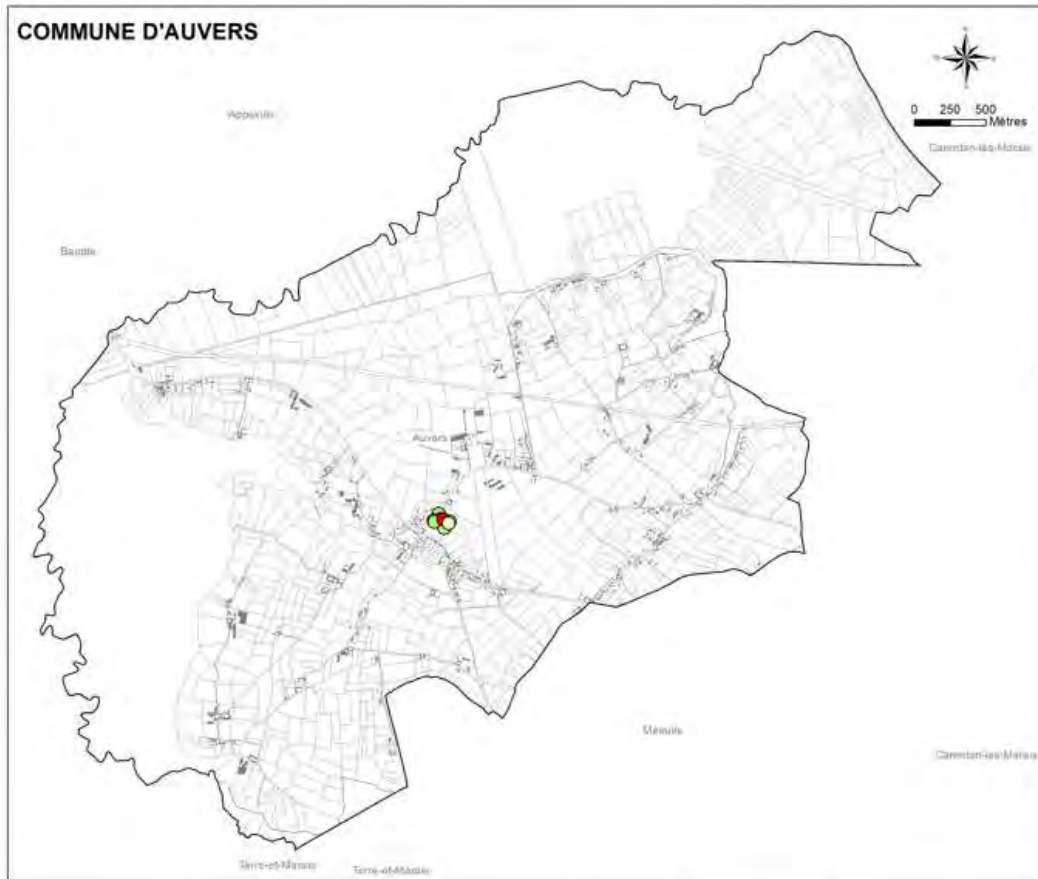 COMMUNE D'AUVERS
0 250 500
Mètres
Appeville
Carentan-les-Marais
Baupte
Auvers
Méautis
Carentan-les-Marais
Terre-et-Marais
Terre-et-Marais